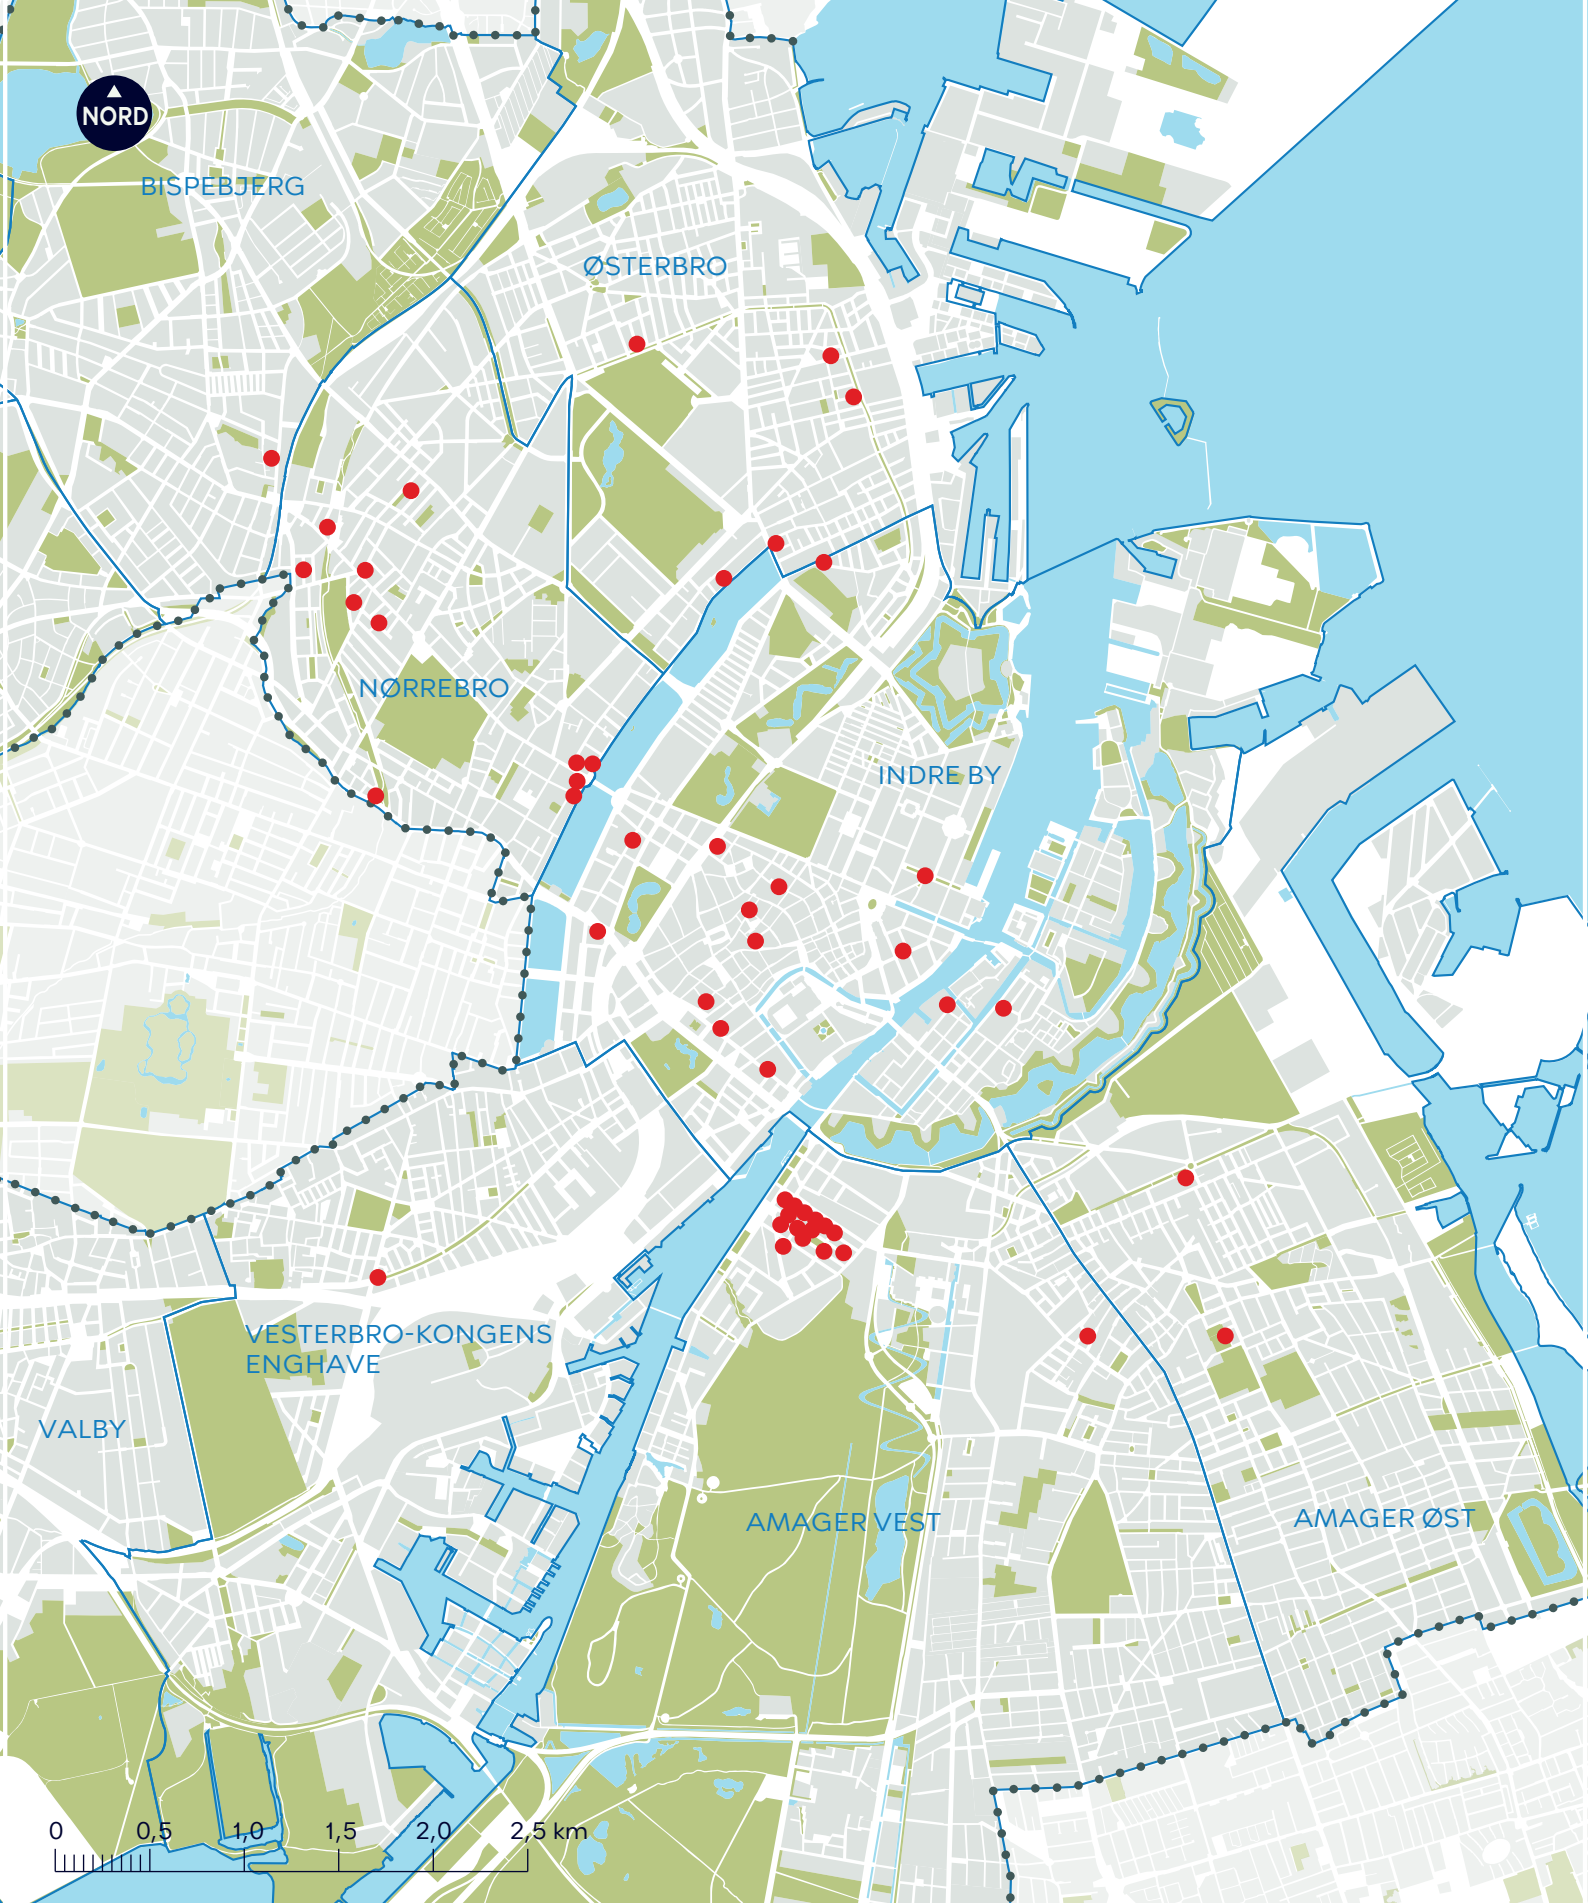 NORD
BISPEBJERG
ØSTERBRO
NØRREBRO
INDRE BY
VESTERBRO-KONGENS
ENGHAVE
VALBY
AMAGER VEST
AMAGER ØST
0 0,5 1,0 1,5 2,0 2,5 km